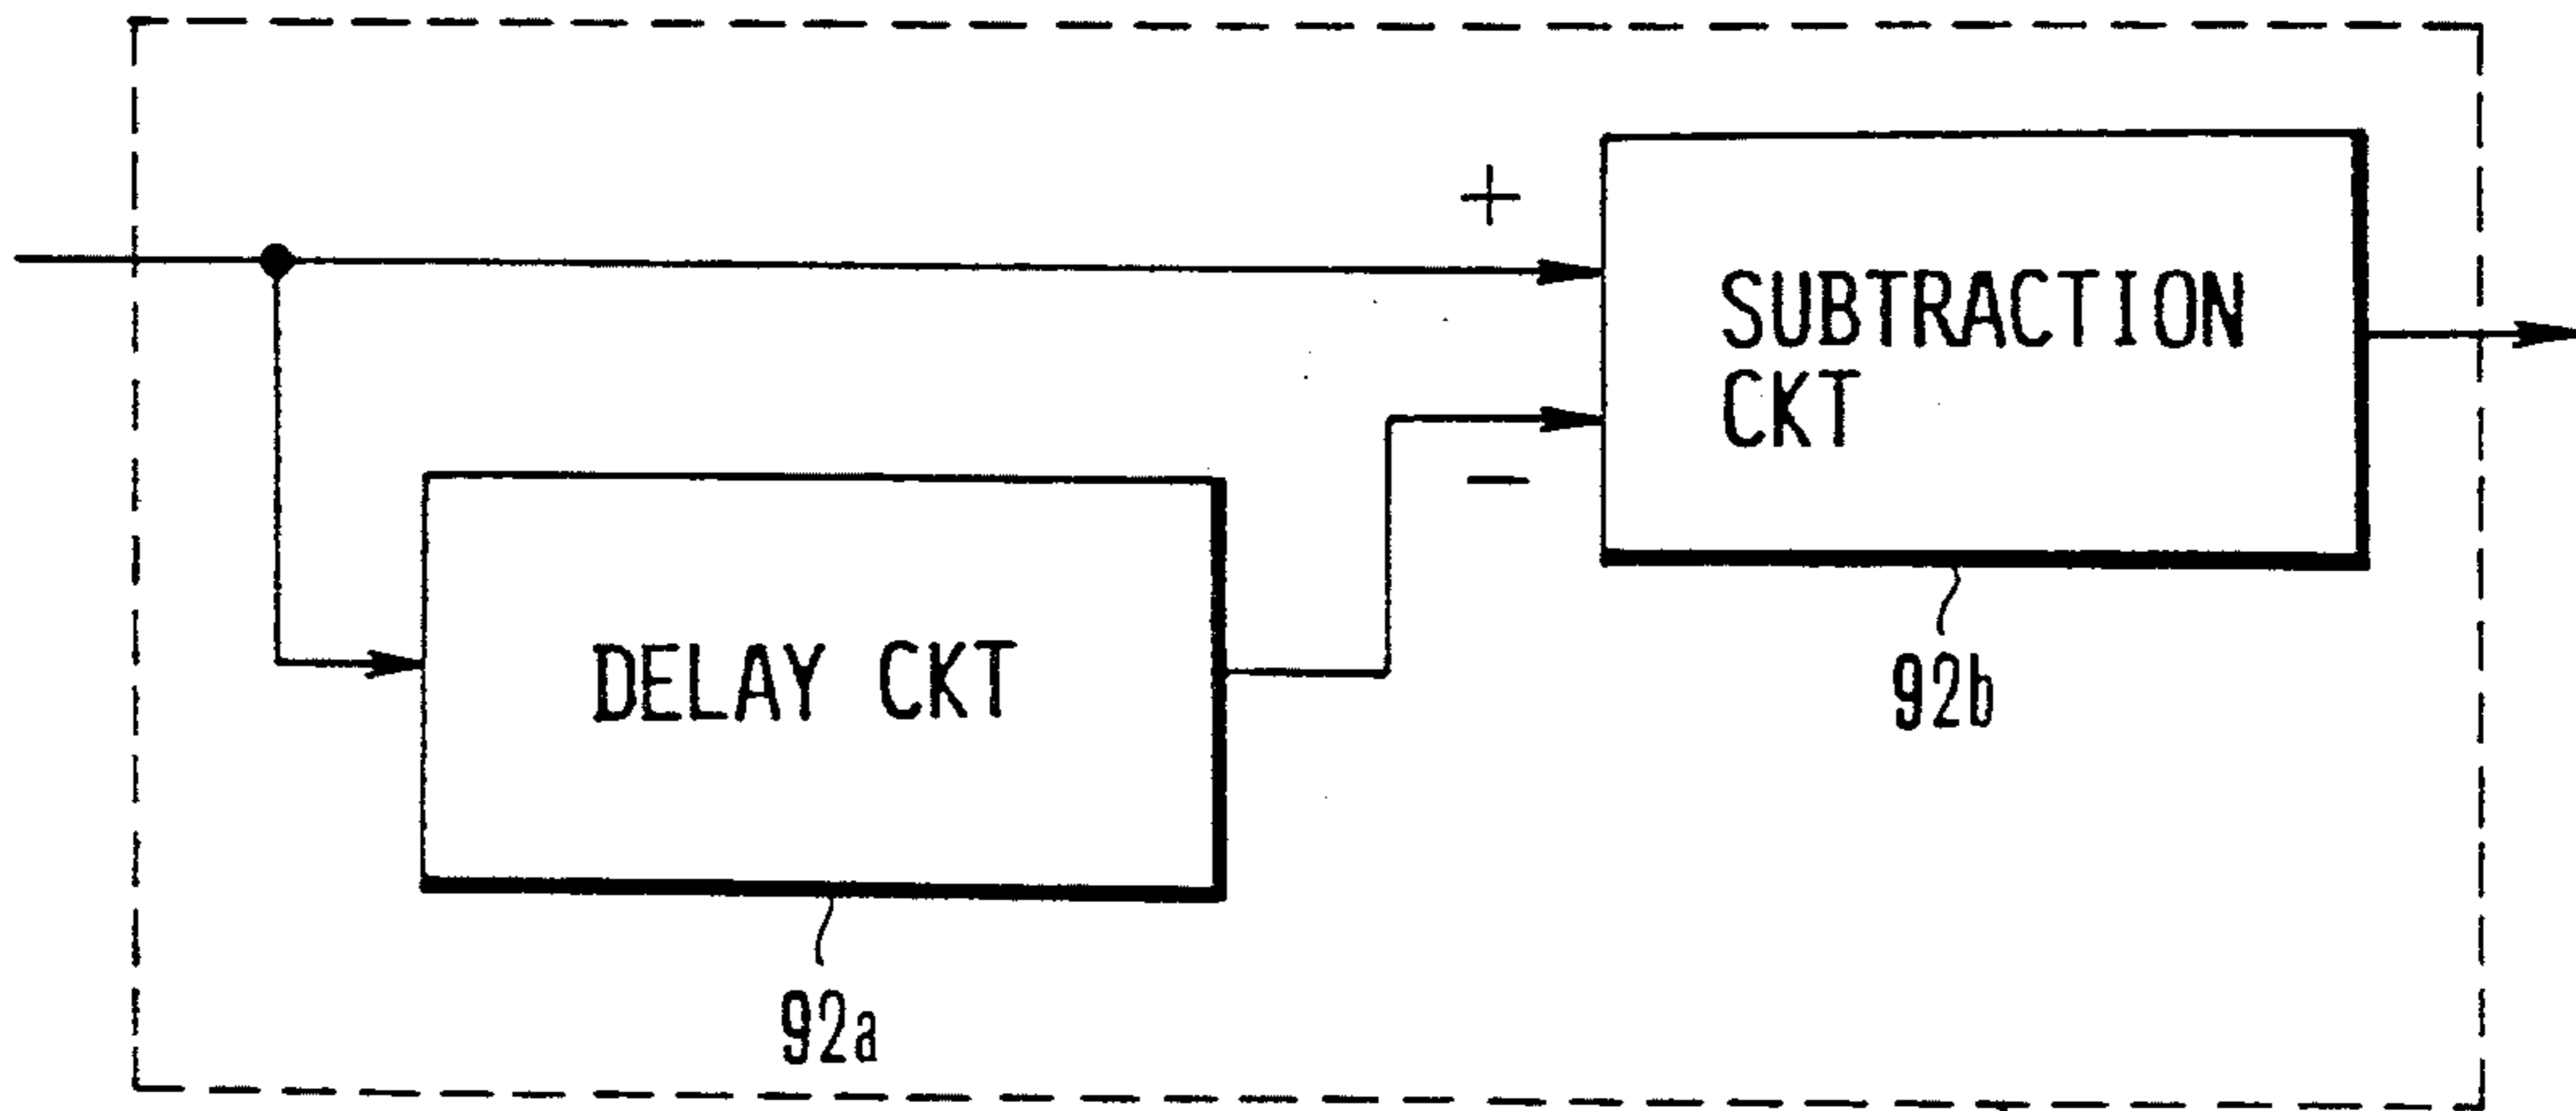 +
SUBTRACTION
CKT
−
DELAY CKT
92b
92a